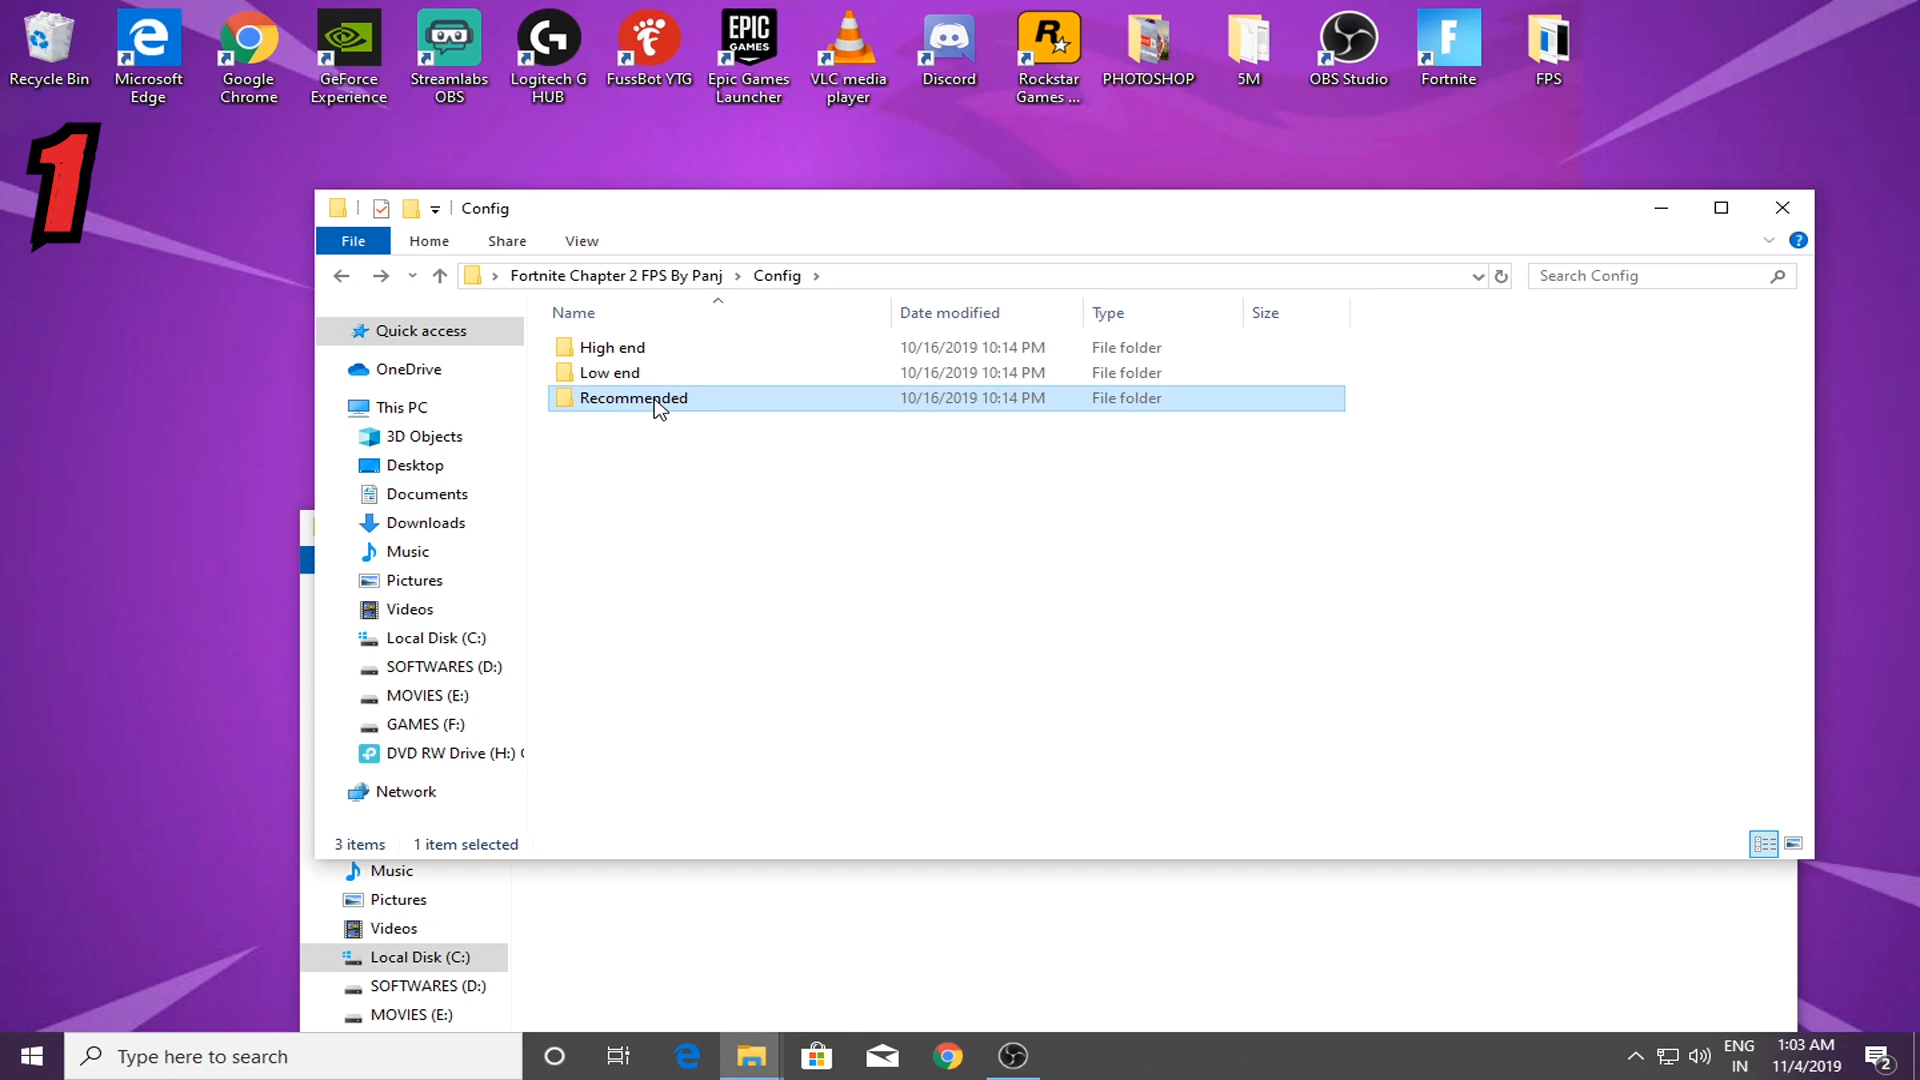 Recycle Bin
Microsoft
Edge
Google
Chrome
GeForce
Experience
Streamlabs
OBS
Logitech G
HUB
FussBot YTG
EPIC
GAMES
Epic Games
Launcher
VLC media
player
Discord
Rockstar
Games ...
PHOTOSHOP
5M
OBS Studio
Fortnite
FPS
1
Config
File
Home
Share
View
Fortnite Chapter 2 FPS By Panj
Config
Search Config
Name
Date modified
Type
Size
High end
10/16/2019 10:14 PM
File folder
Low end
10/16/2019 10:14 PM
File folder
Recommended
10/16/2019 10:14 PM
File folder
Quick access
OneDrive
This PC
3D Objects
Desktop
Documents
Downloads
Music
Pictures
Videos
Local Disk (C:)
SOFTWARES (D:)
MOVIES (E:)
GAMES (F:)
DVD RW Drive (H:)
Network
3 items
1 item selected
Music
Pictures
Videos
Local Disk (C:)
SOFTWARES (D:)
MOVIES (E:)
Type here to search
ENG
IN
1:03 AM
11/4/2019
2